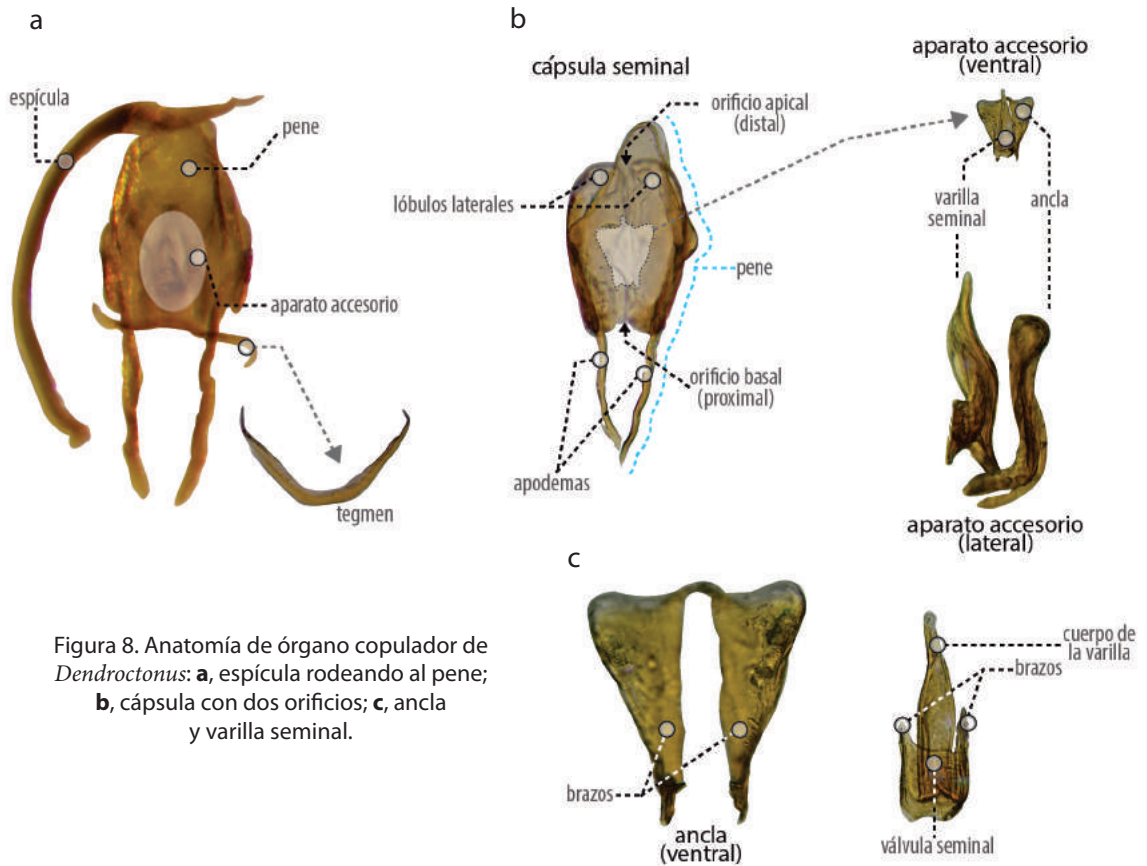 a
espícula
pene
aparato accesorio
tegmen
b
cápsula seminal
orificio apical
(distal)
lóbulos laterales
pene
orificio basal
(proximal)
apodemas
aparato accesorio
(ventral)
varilla
seminal
ancla
aparato accesorio
(lateral)
c
brazos
ancla
(ventral)
cuerpo de
la varilla
brazos
válvula seminal
Figura 8. Anatomía de órgano copulador de
Dendroctonus: a, espícula rodeando al pene;
b, cápsula con dos orificios; c, ancla
y varilla seminal.